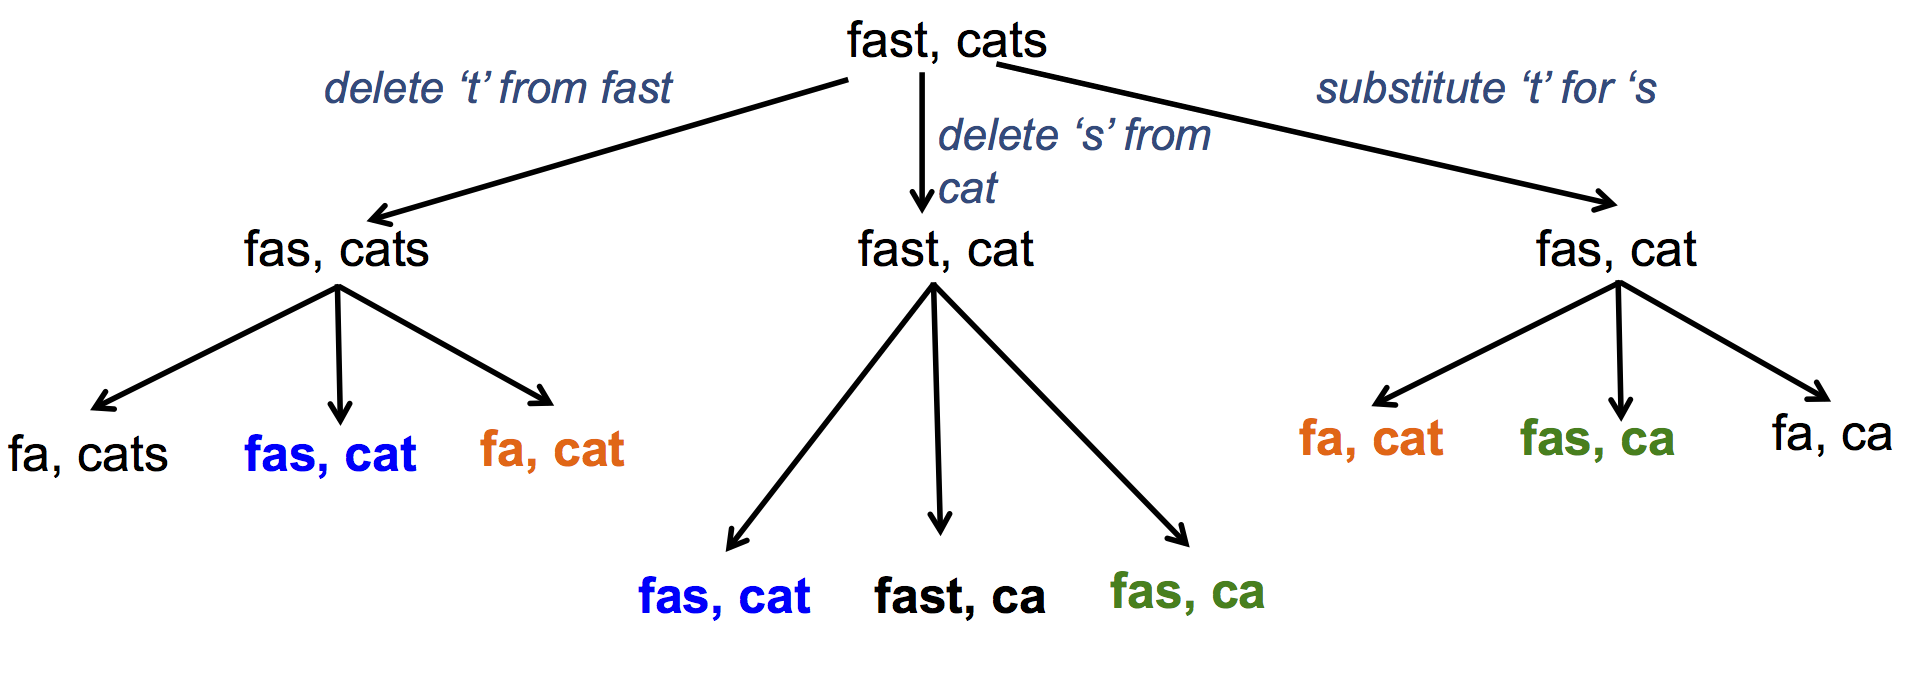 fast, cats
delete ‘t’ from fast
delete ‘s’ from
cat
substitute ‘t’ for ‘s
fas, cats
fast, cat
fas, cat
fa, cats
fas, cat
fa, cat
fa, cat
fas, ca
fa, ca
fas, cat
fast, ca
fas, ca